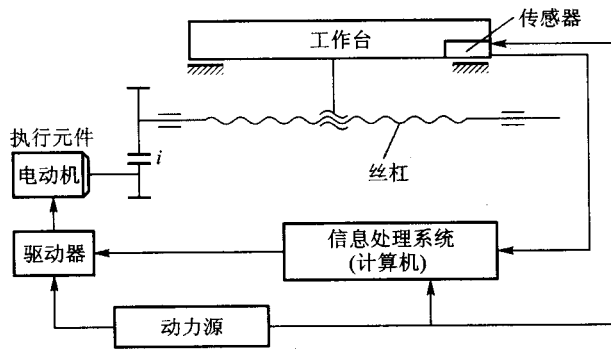 传感器
工作台
执行元件
i
电动机
丝杠
驱动器
信息处理系统
(计算机)
动力源